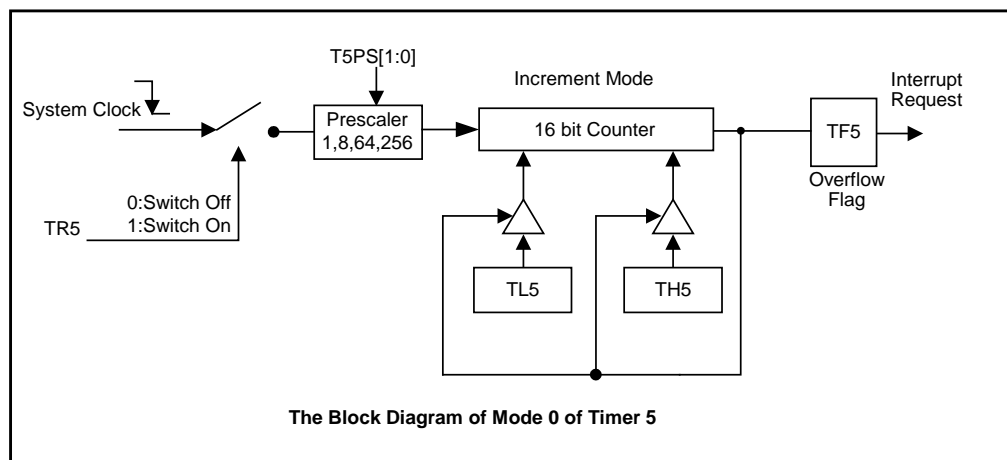 T5PS[1:0]
Increment Mode
Interrupt
Request
System Clock
Prescaler
1,8,64,256
16 bit Counter
TF5
Overflow
Flag
0:Switch Off
1:Switch On
TR5
TL5
TH5
The Block Diagram of Mode 0 of Timer 5